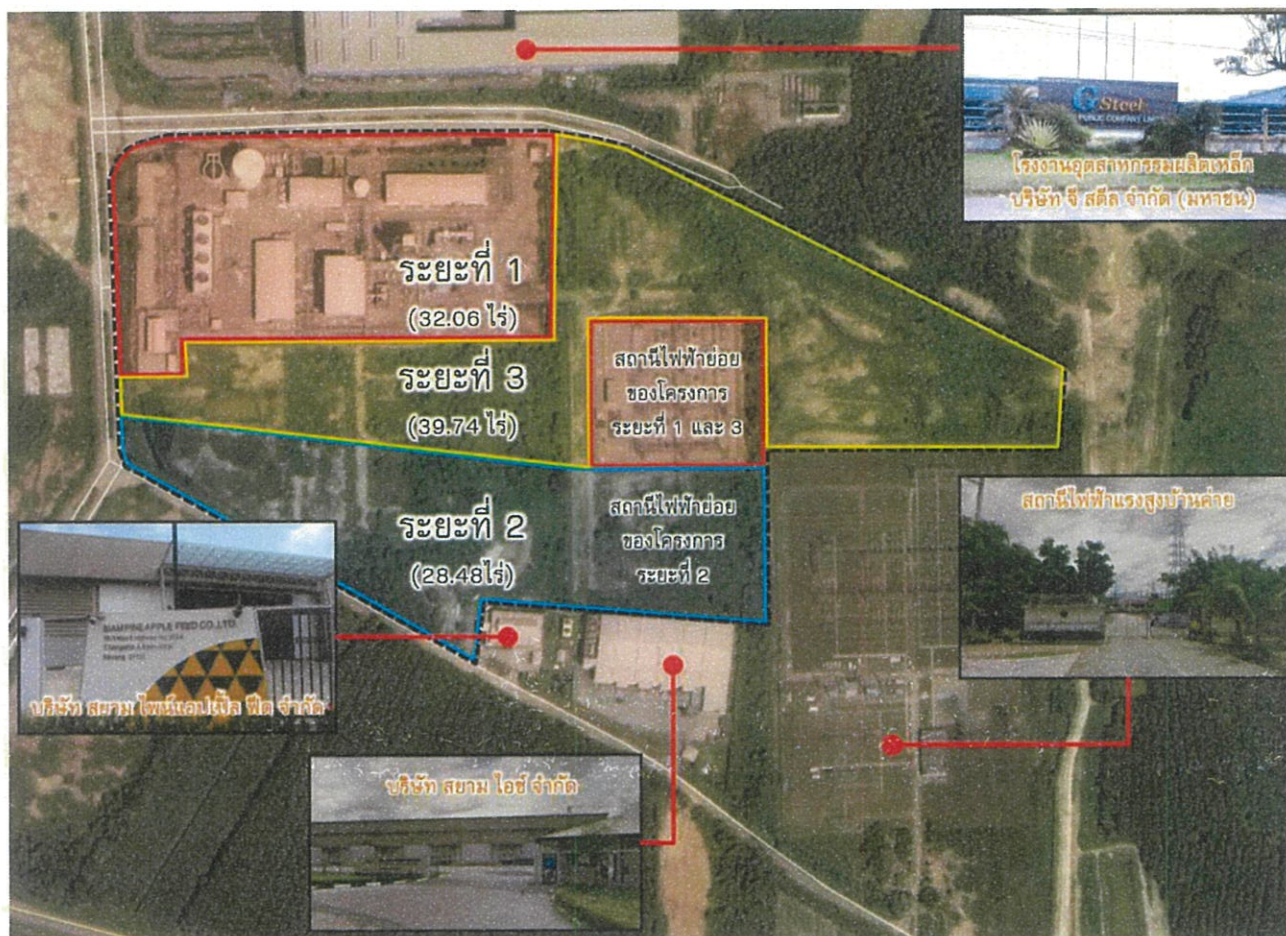 G Steel
PUBLIC COMPANY
โรงงานอุตสาหกรรมผลิตเหล็ก
บริษัท จี สตีล จำกัด (มหาชน)
ระยะที่ 1
(32.06 ไร่)
สถานีไฟฟ้าย่อย
ของโครงการ
ระยะที่ 1 และ 3
ระยะที่ 3
(39.74 ไร่)
สถานีไฟฟ้าแรงสูงบ้านค่าย
ระยะที่ 2
(28.48ไร่)
สถานีไฟฟ้าย่อย
ของโครงการ
ระยะที่ 2
SIAM PINEAPPLE FEED CO.,LTD.
บริษัท สยาม ไพน์แอปเปิ้ล ฟีด จำกัด
บริษัท สยาม ไอซ์ จำกัด